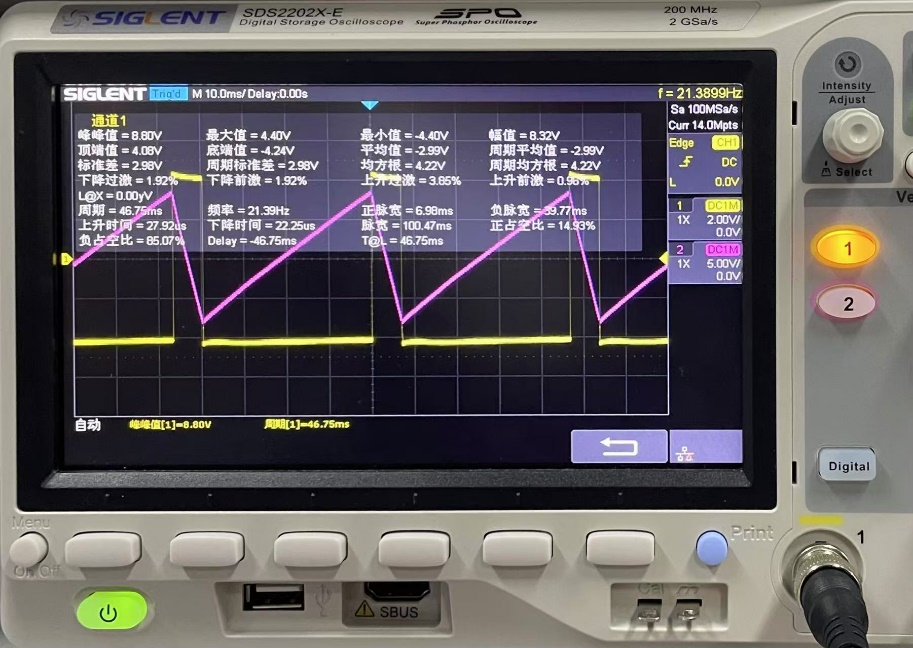 SIGLENT SDS2202X-E
Digital Storage Oscilloscope
SPO
Super Phosphor Oscilloscope
200 MHz
2 GSa/s
SIGLENT Trig'd M 10.0ms/ Delay:0.00s f = 21.3899Hz
Sa 100MSa/s
Curr 14.0Mpts
通道1
峰峰值 = 8.80V 最大值 = 4.40V 最小值 = -4.40V 幅值 = 8.32V
顶端值 = 4.08V 底端值 = -4.24V 平均值 = -2.99V 周期平均值 = -2.99V
标准差 = 2.98V 周期标准差 = 2.98V 均方根 = 4.22V 周期均方根 = 4.22V
下降过激 = 1.92% 下降前激 = 1.92% 上升过激 = 3.85% 上升前激 = 0.96%
L@X = 0.00yV
周期 = 46.75ms 频率 = 21.39Hz 正脉宽 = 6.98ms 负脉宽 = 39.77ms
上升时间 = 27.92us 下降时间 = 22.25us 脉宽 = 100.47ms 正占空比 = 14.93%
负占空比 = 85.07% Delay = -46.75ms T@L = 46.75ms
Edge CH1
DC
L 0.0V
1 DC1M
1X 2.00V/
0.0V
2 DC1M
1X 5.00V/
0.0V
自动 峰峰值[1]=8.80V 周期[1]=46.75ms
Intensity
Adjust
Select
Ve
1
2
Digital
Menu
On Off
Print
1
SBUS
Cal